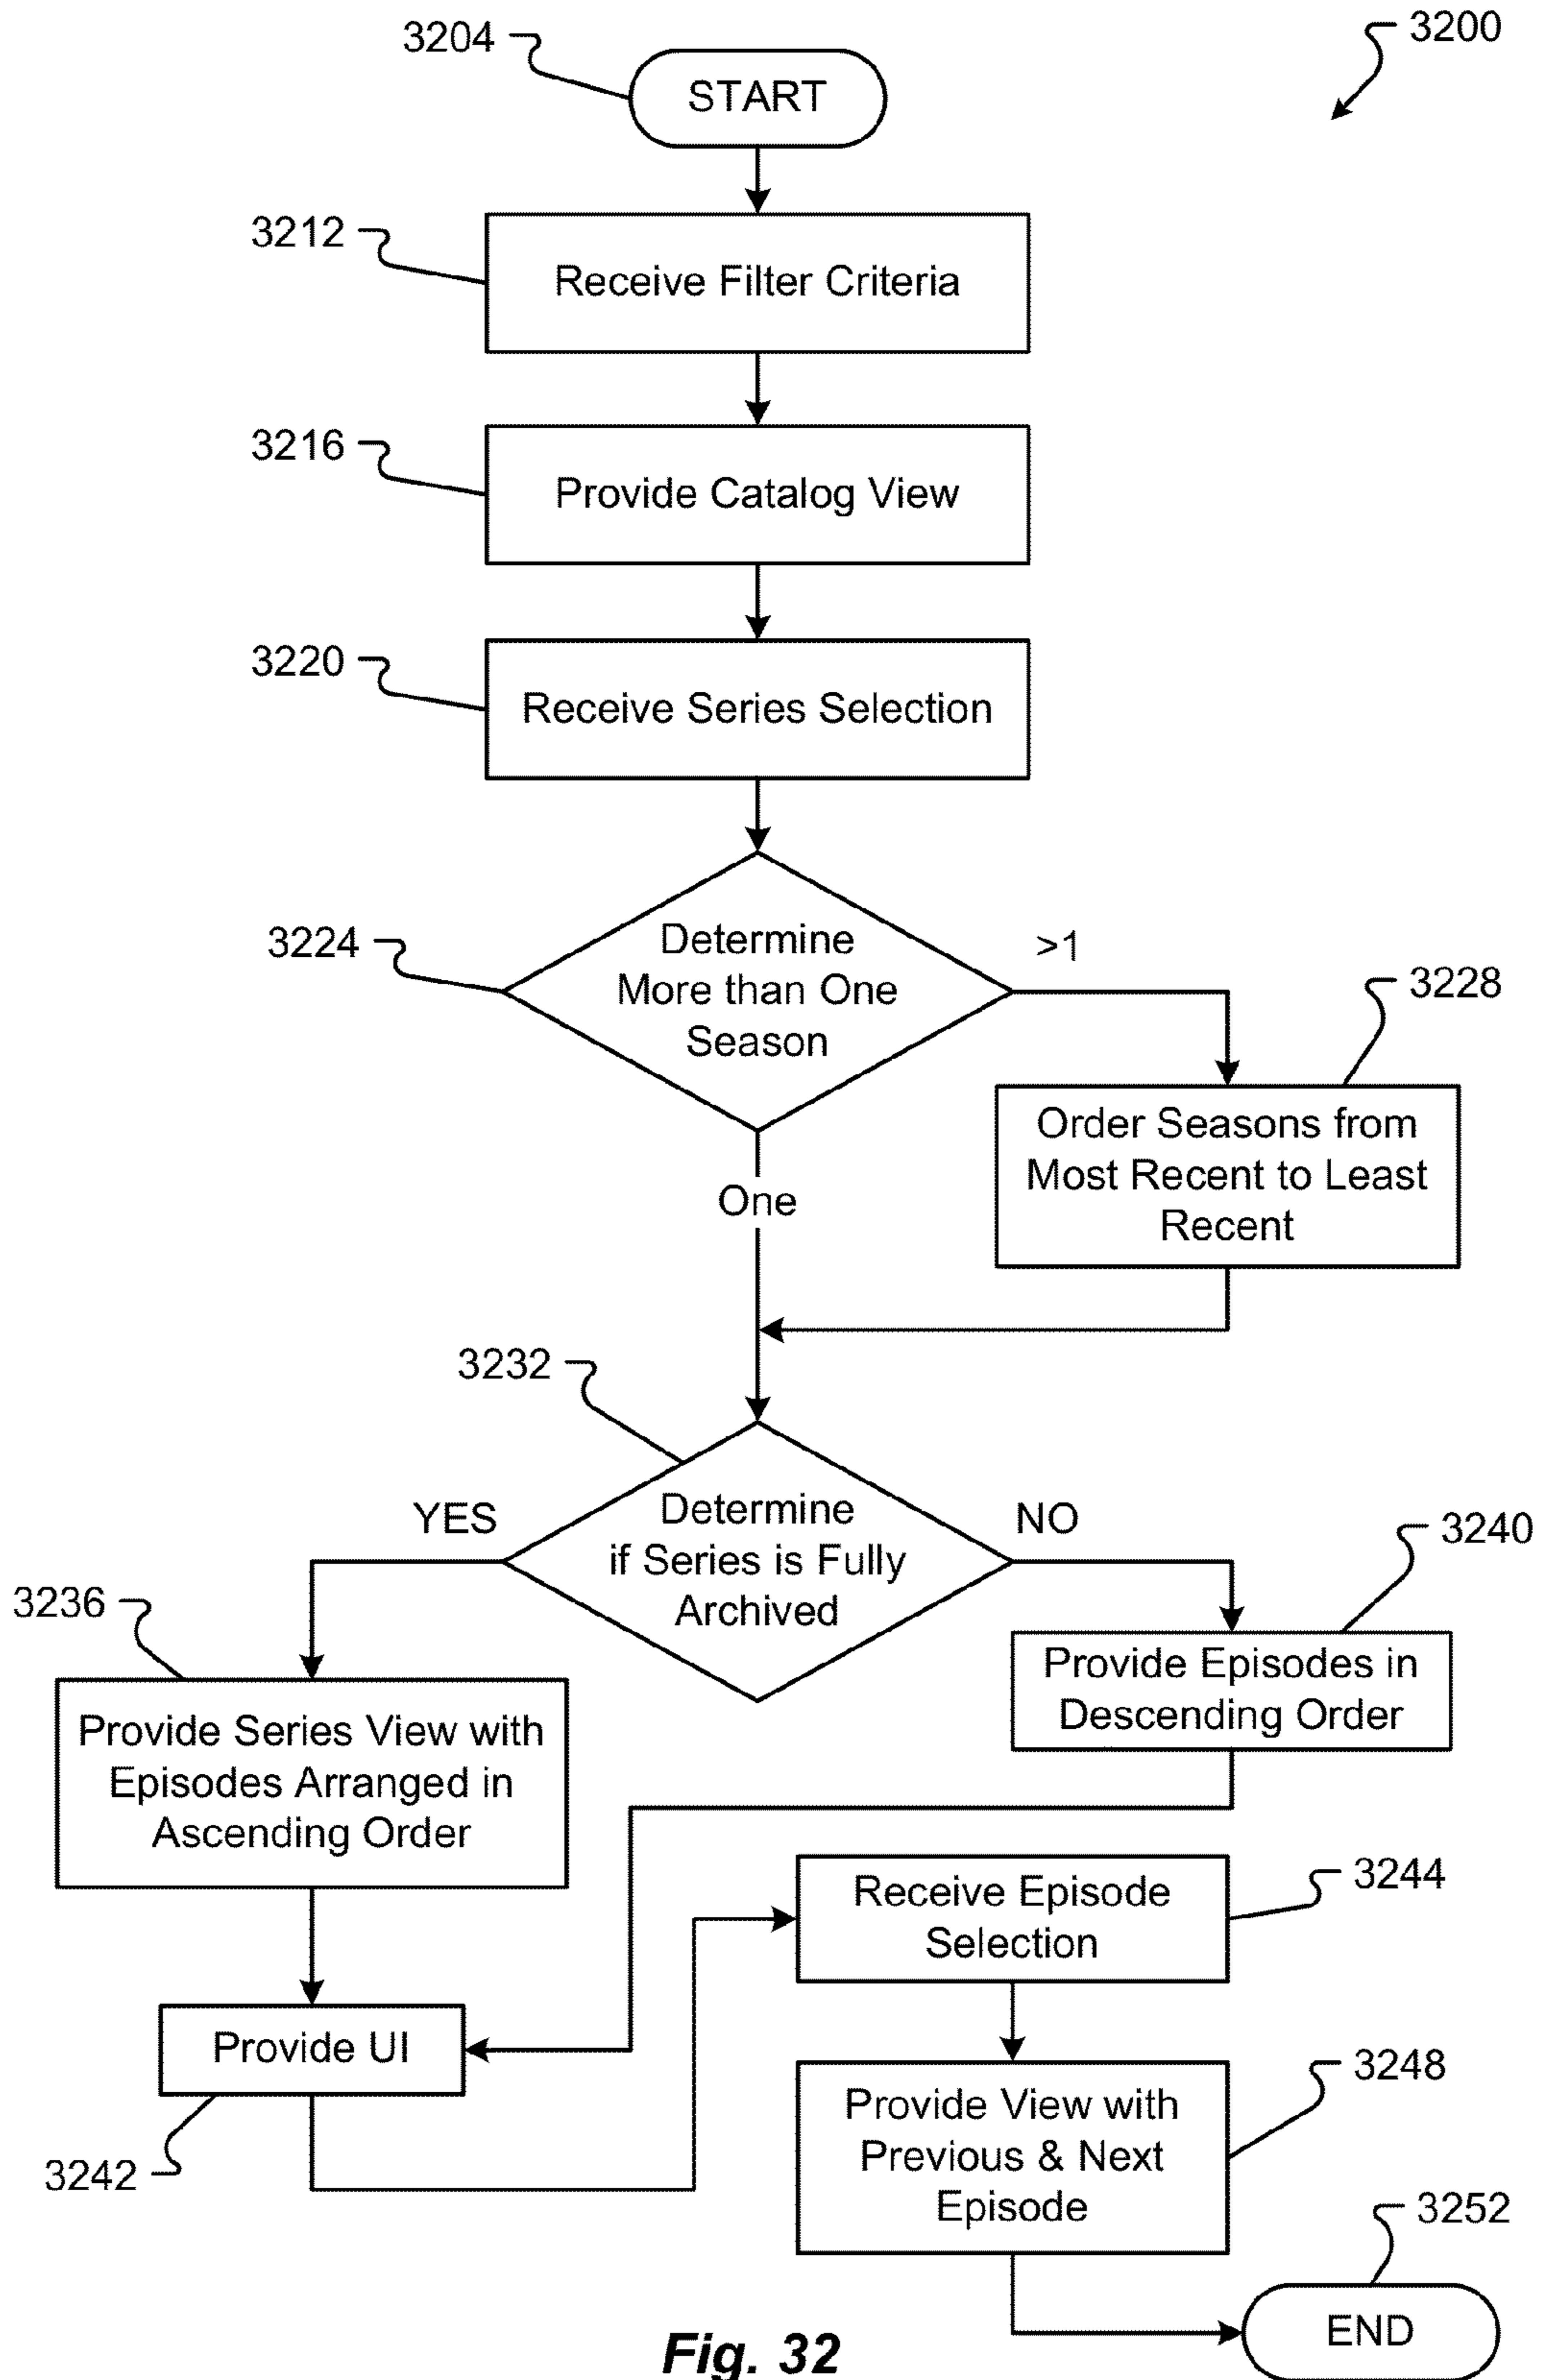 3204
START
3200
3212
Receive Filter Criteria
3216
Provide Catalog View
3220
Receive Series Selection
3224
Determine
More than One
Season
>1
3228
Order Seasons from
Most Recent to Least
Recent
One
3232
YES
Determine
if Series is Fully
Archived
NO
3240
3236
Provide Series View with
Episodes Arranged in
Ascending Order
Provide Episodes in
Descending Order
3244
Receive Episode
Selection
Provide UI
3242
3248
Provide View with
Previous & Next
Episode
3252
END
Fig. 32